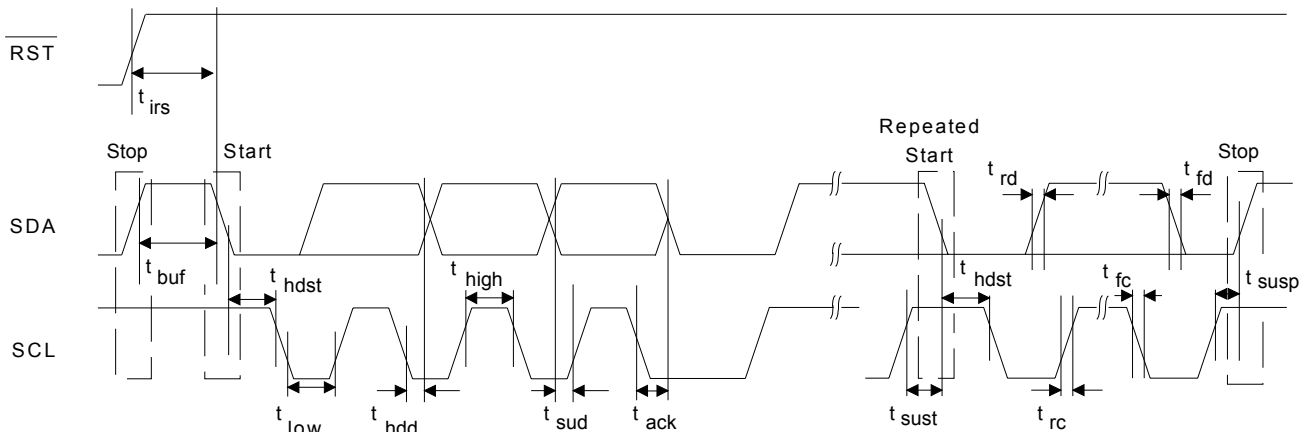 RST
t irs
Repeated
Stop
Start
Start
Stop
t rd
t fd
SDA
t buf
t hdst
t high
t hdst
t fc
t susp
SCL
t low
t hdd
t sud
t ack
t sust
t rc